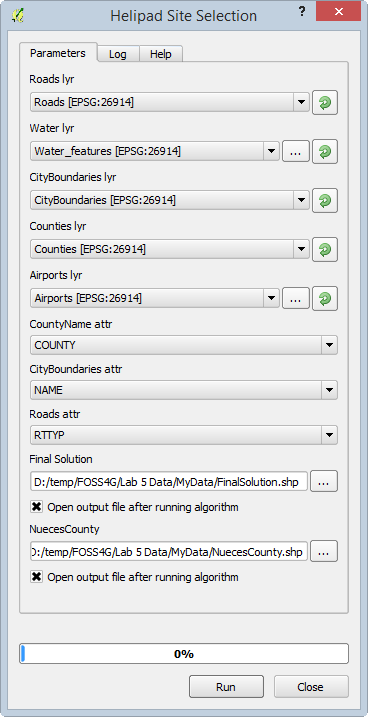 Helipad Site Selection
? ×
Parameters Log Help
Roads lyr
Roads [EPSG:26914]
Water lyr
Water_features [EPSG:26914] ...
CityBoundaries lyr
CityBoundaries [EPSG:26914]
Counties lyr
Counties [EPSG:26914]
Airports lyr
Airports [EPSG:26914] ...
CountyName attr
COUNTY
CityBoundaries attr
NAME
Roads attr
RTTYP
Final Solution
D:/temp/FOSS4G/Lab 5 Data/MyData/FinalSolution.shp ...
Open output file after running algorithm
NuecesCounty
D:/temp/FOSS4G/Lab 5 Data/MyData/NuecesCounty.shp ...
Open output file after running algorithm
0%
Run Close